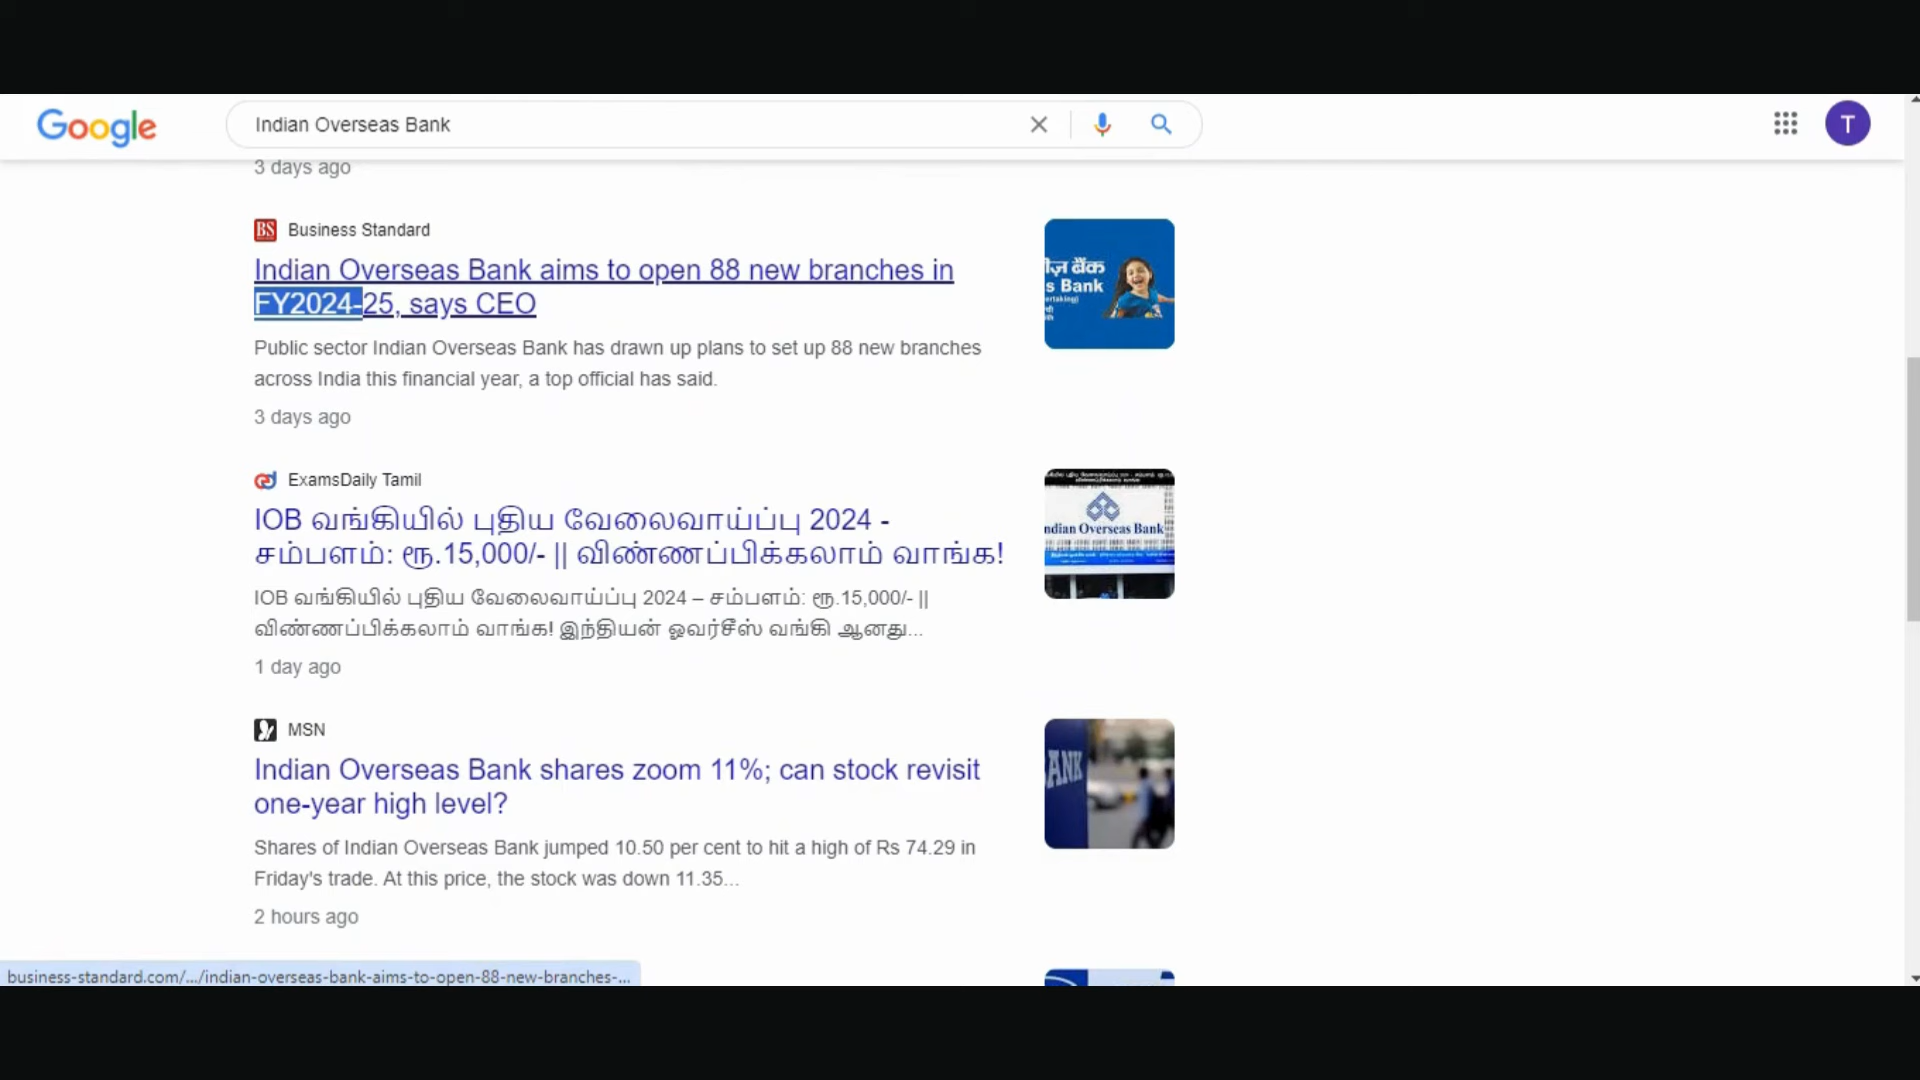 Google
Indian Overseas Bank
T
3 days ago
BS Business Standard
Indian Overseas Bank aims to open 88 new branches in
FY2024-25, says CEO
Public sector Indian Overseas Bank has drawn up plans to set up 88 new branches
across India this financial year, a top official has said.
3 days ago
s Bank
ExamsDaily Tamil
IOB வங்கியில் புதிய வேலைவாய்ப்பு 2024 -
சம்பளம்: ரூ.15,000/- || விண்ணப்பிக்கலாம் வாங்க!
IOB வங்கியில் புதிய வேலைவாய்ப்பு 2024 – சம்பளம்: ரூ.15,000/- ||
விண்ணப்பிக்கலாம் வாங்க! இந்தியன் ஓவர்சீஸ் வங்கி ஆனது...
1 day ago
ndian Overseas Bank
MSN
Indian Overseas Bank shares zoom 11%; can stock revisit
one-year high level?
Shares of Indian Overseas Bank jumped 10.50 per cent to hit a high of Rs 74.29 in
Friday's trade. At this price, the stock was down 11.35...
2 hours ago
ANK
business-standard.com/.../indian-overseas-bank-aims-to-open-88-new-branches-...